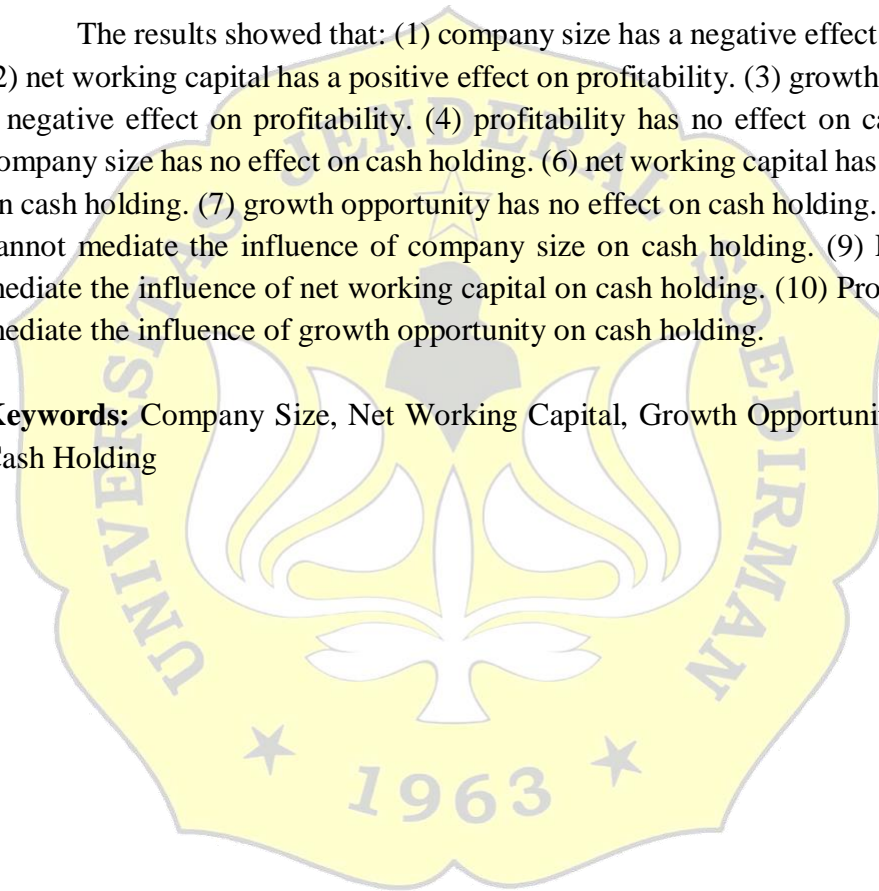 The results showed that: (1) company size has a negative effect
2) net working capital has a positive effect on profitability. (3) growth
negative effect on profitability. (4) profitability has no effect on
ompany size has no effect on cash holding. (6) net working capital has
n cash holding. (7) growth opportunity has no effect on cash holding.
annot mediate the influence of company size on cash holding. (9)
nediate the influence of net working capital on cash holding. (10) Pro
nediate the influence of growth opportunity on cash holding.
Keywords: Company Size, Net Working Capital, Growth Opportuni
Cash Holding
UNIVERSITAS JENDERAL SOEDIRMAN
1963